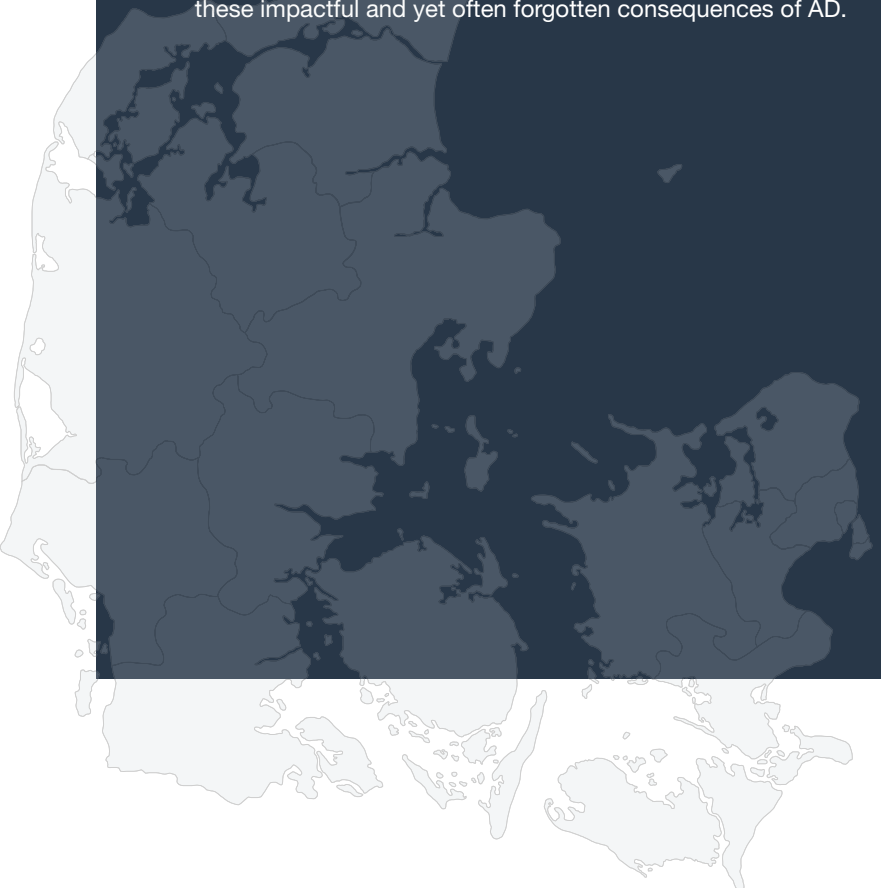 these impactful and yet often forgotten consequences of AD.